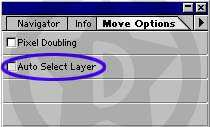 Navigator Info Move Options
Pixel Doubling
Auto Select Layer